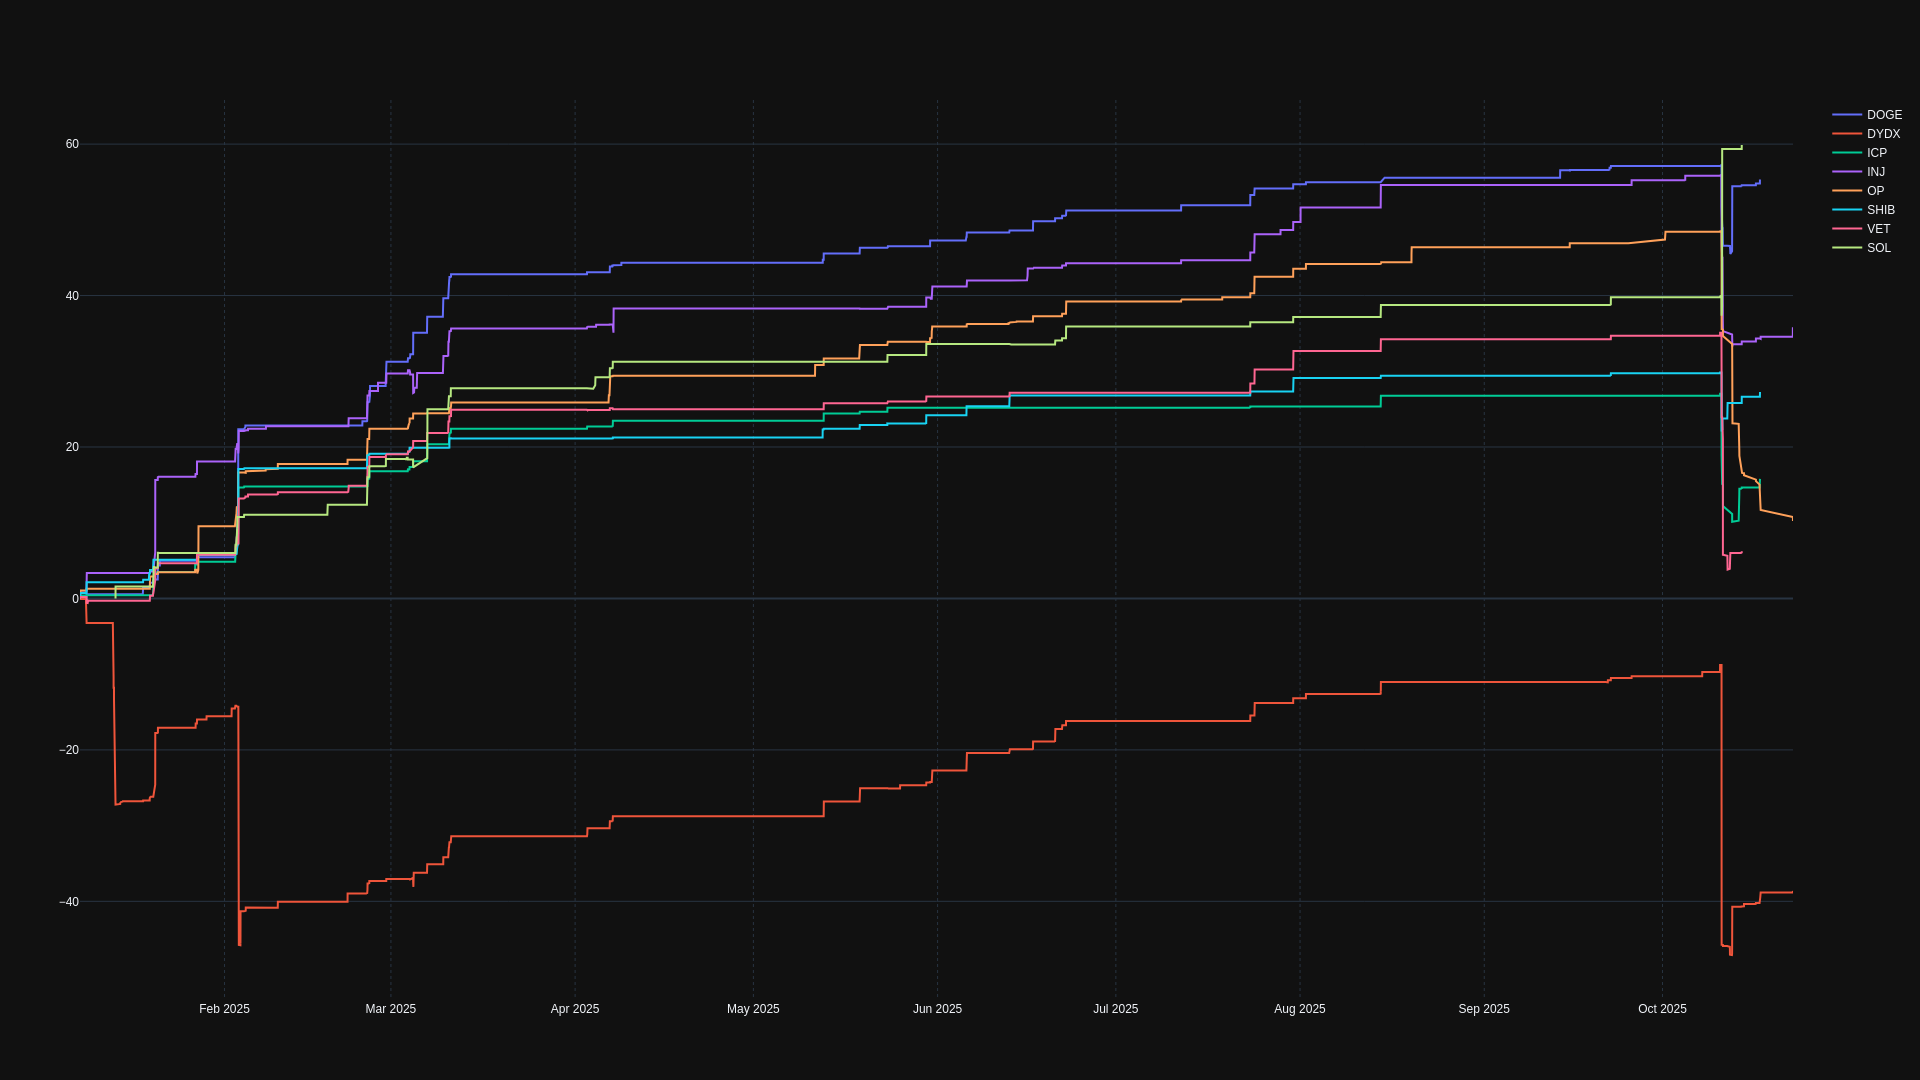 60
40
20
0
−20
−40
Feb 2025
Mar 2025
Apr 2025
May 2025
Jun 2025
Jul 2025
Aug 2025
Sep 2025
Oct 2025
DOGE
DYDX
ICP
INJ
OP
SHIB
VET
SOL